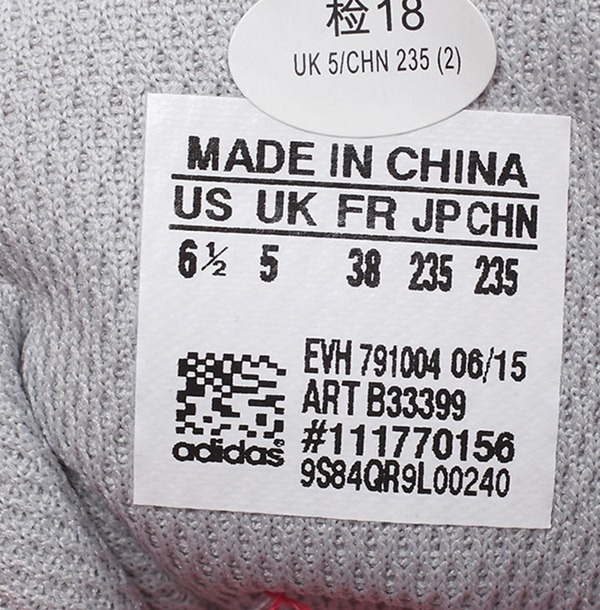 检18
UK 5/CHN 235 (2)
MADE IN CHINA
US UK FR JP CHN
6½ 5 38 235 235
EVH 791004 06/15
ART B33399
#111770156
adidas®
9S84QR9L00240